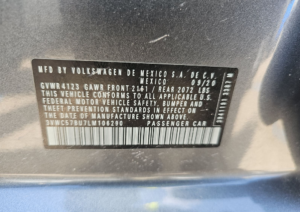 MFD BY VOLKSWAGEN DE MEXICO S.A. DE C.V.
MEXICO 09/20
GVWR 4123 GAWR FRONT 2161 / REAR 2072 LBS
THIS VEHICLE CONFORMS TO ALL APPLICABLE U.S.
FEDERAL MOTOR VEHICLE SAFETY, BUMPER AND
THEFT PREVENTION STANDARDS IN EFFECT ON THE
DATE OF MANUFACTURE SHOWN ABOVE
PASSENGER CAR